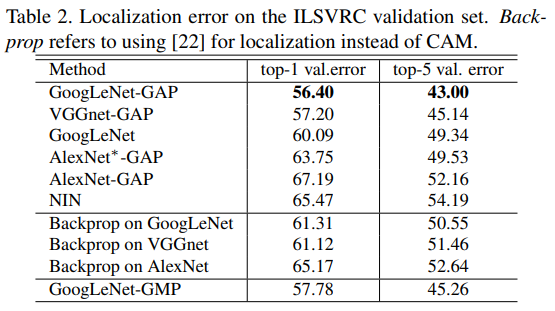 Table 2. Localization error on the ILSVRC validation set. Back-
prop refers to using [22] for localization instead of CAM.
Method top-1 val.error top-5 val. error
GoogLeNet-GAP 56.40 43.00
VGGnet-GAP 57.20 45.14
GoogLeNet 60.09 49.34
AlexNet*-GAP 63.75 49.53
AlexNet-GAP 67.19 52.16
NIN 65.47 54.19
Backprop on GoogLeNet 61.31 50.55
Backprop on VGGnet 61.12 51.46
Backprop on AlexNet 65.17 52.64
GoogLeNet-GMP 57.78 45.26